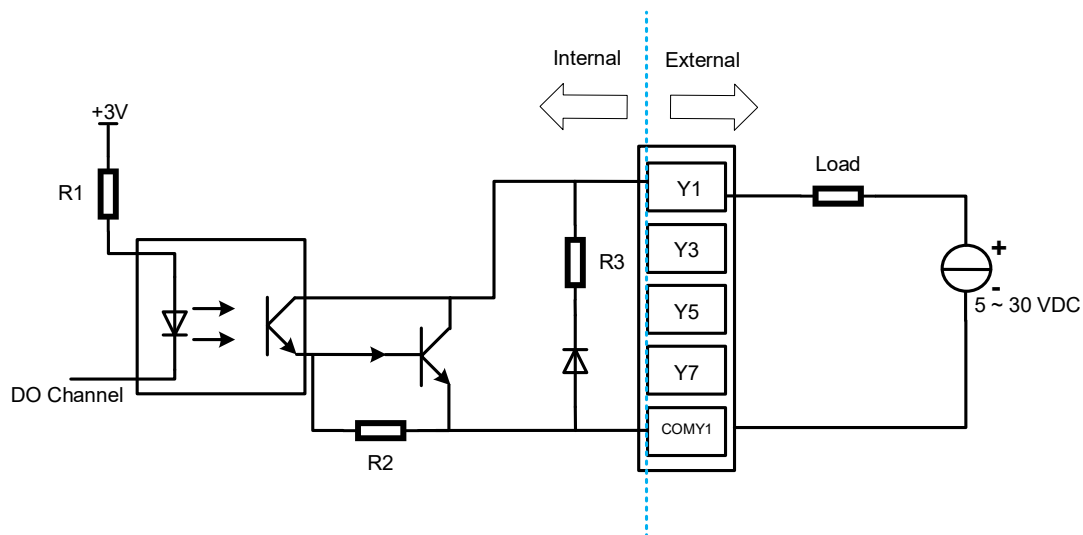 Internal
External
+3V
R1
Load
Y1
Y3
R3
+
-
5 ~ 30 VDC
Y5
Y7
DO Channel
COMY1
R2